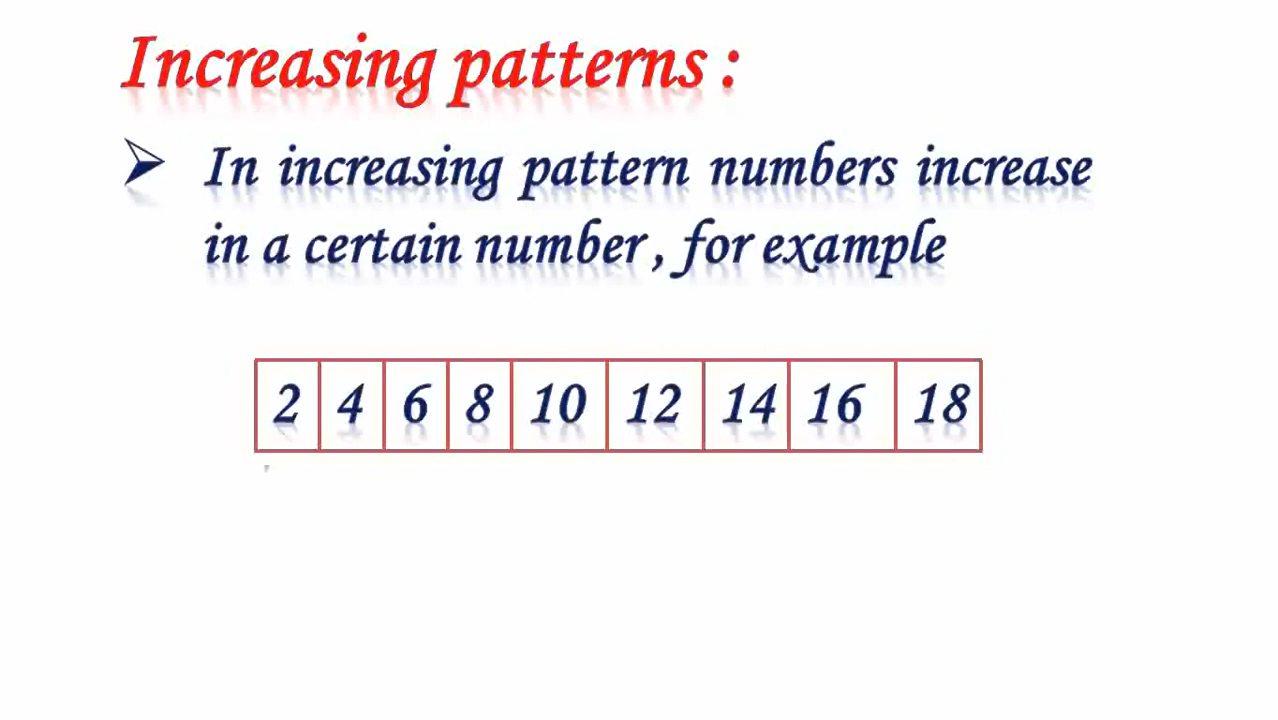 Increasing patterns :
➢ In increasing pattern numbers increase
in a certain number , for example
2 4 6 8 10 12 14 16 18